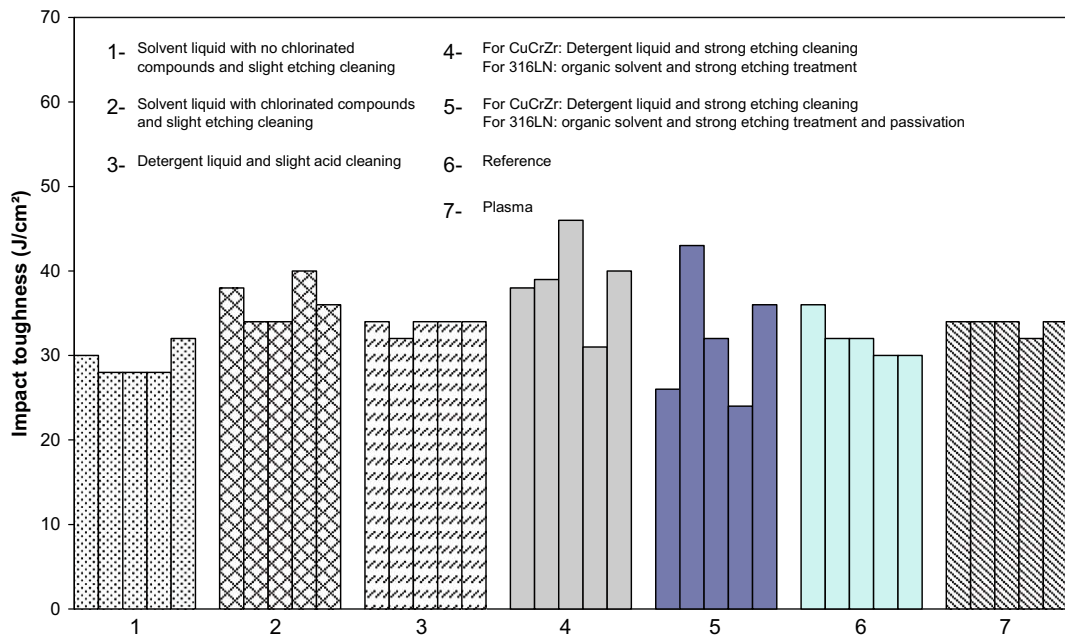 70
60
50
40
30
20
10
0
Impact toughness (J/cm²)
1- Solvent liquid with no chlorinated
compounds and slight etching cleaning
2- Solvent liquid with chlorinated compounds
and slight etching cleaning
3- Detergent liquid and slight acid cleaning
4- For CuCrZr: Detergent liquid and strong etching cleaning
For 316LN: organic solvent and strong etching treatment
5- For CuCrZr: Detergent liquid and strong etching cleaning
For 316LN: organic solvent and strong etching treatment and passivation
6- Reference
7- Plasma
1 2 3 4 5 6 7